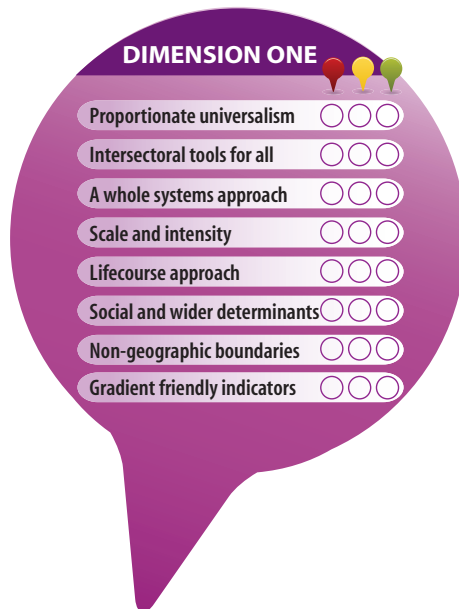 DIMENSION ONE
Proportionate universalism
Intersectoral tools for all
A whole systems approach
Scale and intensity
Lifecourse approach
Social and wider determinants
Non-geographic boundaries
Gradient friendly indicators